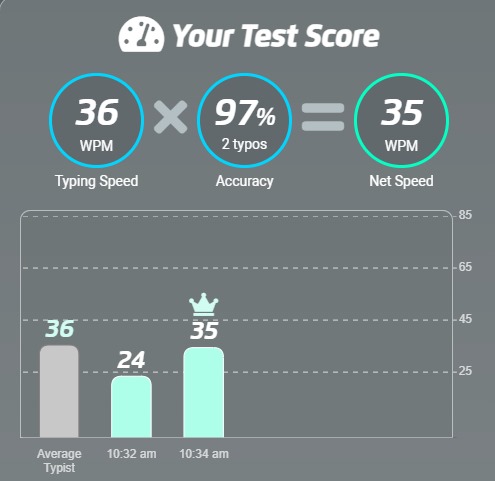 Your Test Score
36
WPM
97%
2 typos
35
WPM
Typing Speed
Accuracy
Net Speed
85
65
45
25
36
24
35
Average
Typist
10:32 am
10:34 am